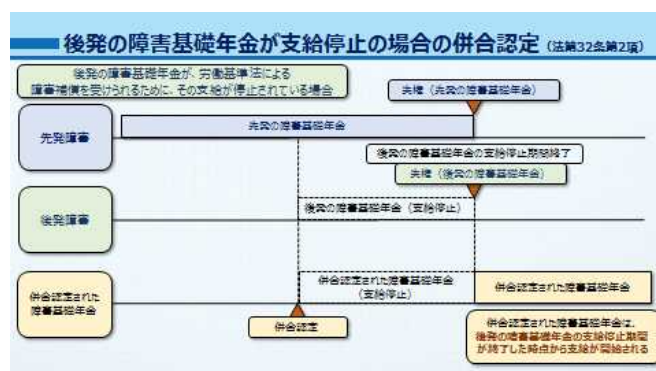 後発の障害基礎年金が支給停止の場合の併合認定（法第32条第2項）
後発の障害基礎年金が、労働基準法による
障害補償を受けられるために、その支給が停止されている場合
失権（先発の障害基礎年金）
先発障害
先発の障害基礎年金
後発の障害基礎年金の支給停止期間終了
失権（後発の障害基礎年金）
後発障害
後発の障害基礎年金（支給停止）
併合認定された
障害基礎年金
併合認定された障害基礎年金
（支給停止）
併合認定された障害基礎年金
併合認定
併合認定された障害基礎年金は、
後発の障害基礎年金の支給停止期間
が終了した時点から支給が開始される